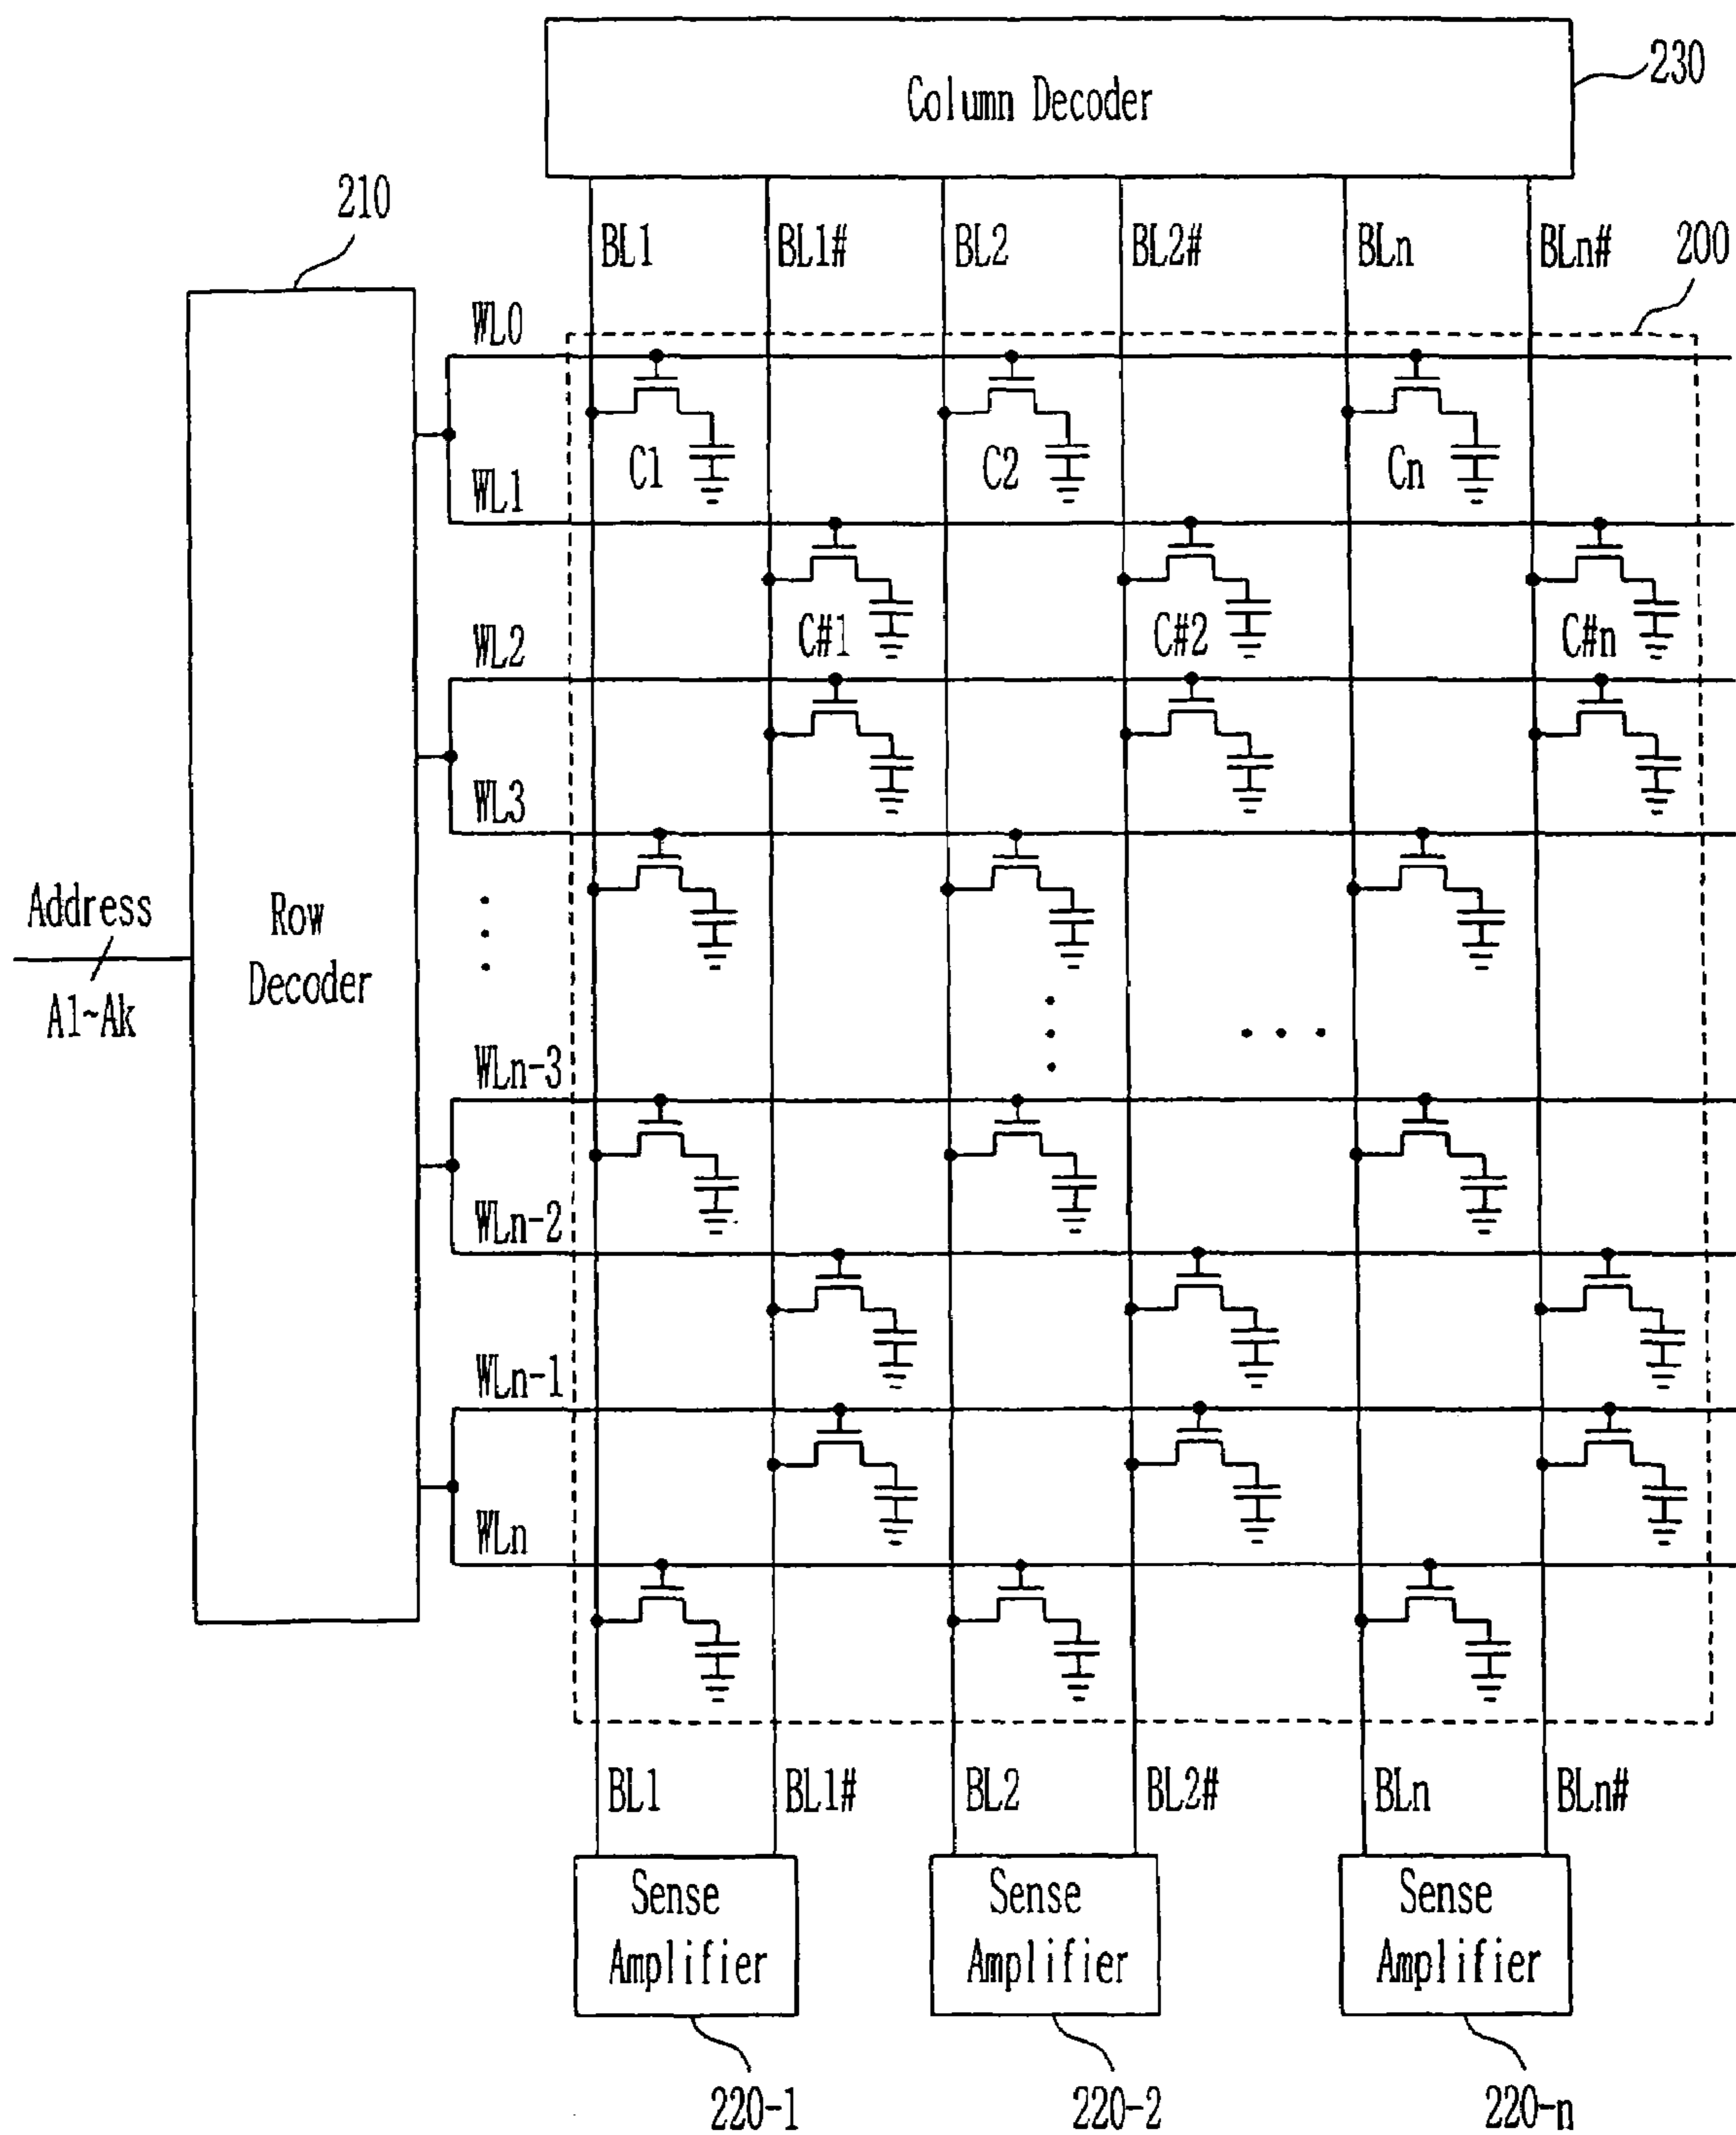 Column Decoder
230
210
BL1
BL1#
BL2
BL2#
BLn
BLn#
200
WL0
C1
C2
Cn
WL1
C#1
C#2
C#n
WL2
WL3
Address
A1~Ak
Row
Decoder
WLn-3
WLn-2
WLn-1
WLn
BL1
BL1#
BL2
BL2#
BLn
BLn#
Sense
Amplifier
Sense
Amplifier
Sense
Amplifier
220-1
220-2
220-n